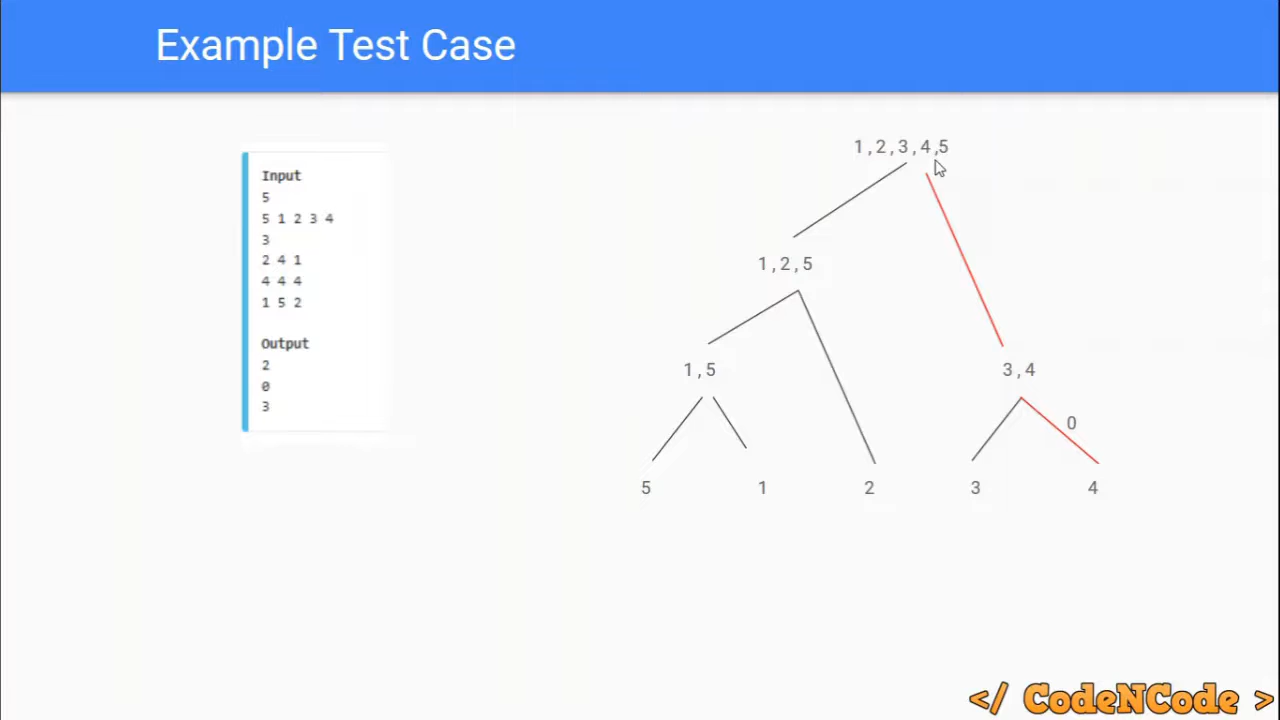 Example Test Case
Input
5
5 1 2 3 4
3
2 4 1
4 4 4
1 5 2
Output
2
0
3
1,2,3,4,5
1,2,5
1,5
3,4
0
5 1 2 3 4
</ CodeNCode >